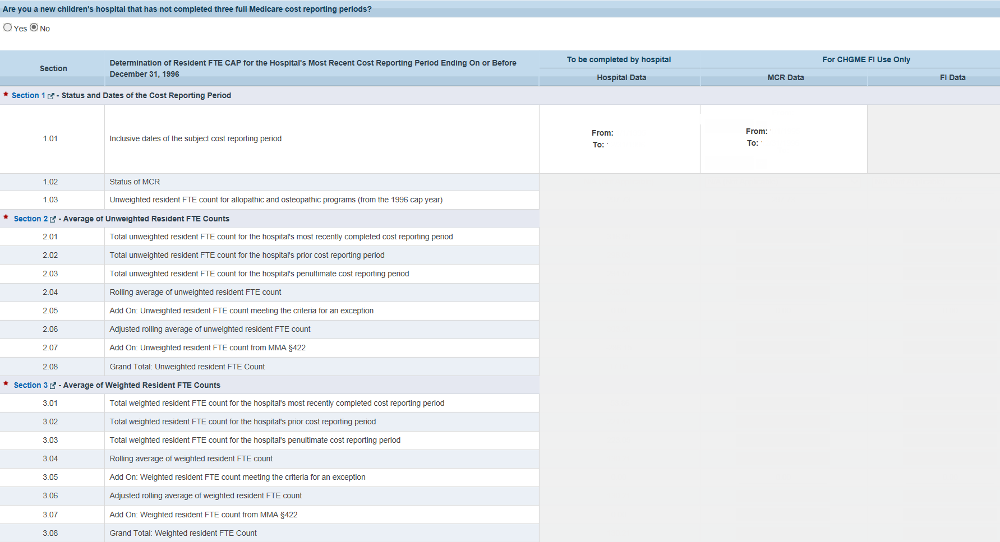 Are you a new children's hospital that has not completed three full Medicare cost reporting periods?
Yes No
Section
Determination of Resident FTE CAP for the Hospital's Most Recent Cost Reporting Period Ending On or Before
December 31, 1996
To be completed by hospital
For CHGME FI Use Only
Hospital Data
MCR Data
FI Data
* Section 1 - Status and Dates of the Cost Reporting Period
1.01 Inclusive dates of the subject cost reporting period
From:
To:
From:
To:
1.02 Status of MCR
1.03 Unweighted resident FTE count for allopathic and osteopathic programs (from the 1996 cap year)
* Section 2 - Average of Unweighted Resident FTE Counts
2.01 Total unweighted resident FTE count for the hospital's most recently completed cost reporting period
2.02 Total unweighted resident FTE count for the hospital's prior cost reporting period
2.03 Total unweighted resident FTE count for the hospital's penultimate cost reporting period
2.04 Rolling average of unweighted resident FTE count
2.05 Add On: Unweighted resident FTE count meeting the criteria for an exception
2.06 Adjusted rolling average of unweighted resident FTE count
2.07 Add On: Unweighted resident FTE count from MMA §422
2.08 Grand Total: Unweighted resident FTE Count
* Section 3 - Average of Weighted Resident FTE Counts
3.01 Total weighted resident FTE count for the hospital's most recently completed cost reporting period
3.02 Total weighted resident FTE count for the hospital's prior cost reporting period
3.03 Total weighted resident FTE count for the hospital's penultimate cost reporting period
3.04 Rolling average of weighted resident FTE count
3.05 Add On: Weighted resident FTE count meeting the criteria for an exception
3.06 Adjusted rolling average of weighted resident FTE count
3.07 Add On: Weighted resident FTE count from MMA §422
3.08 Grand Total: Weighted resident FTE Count